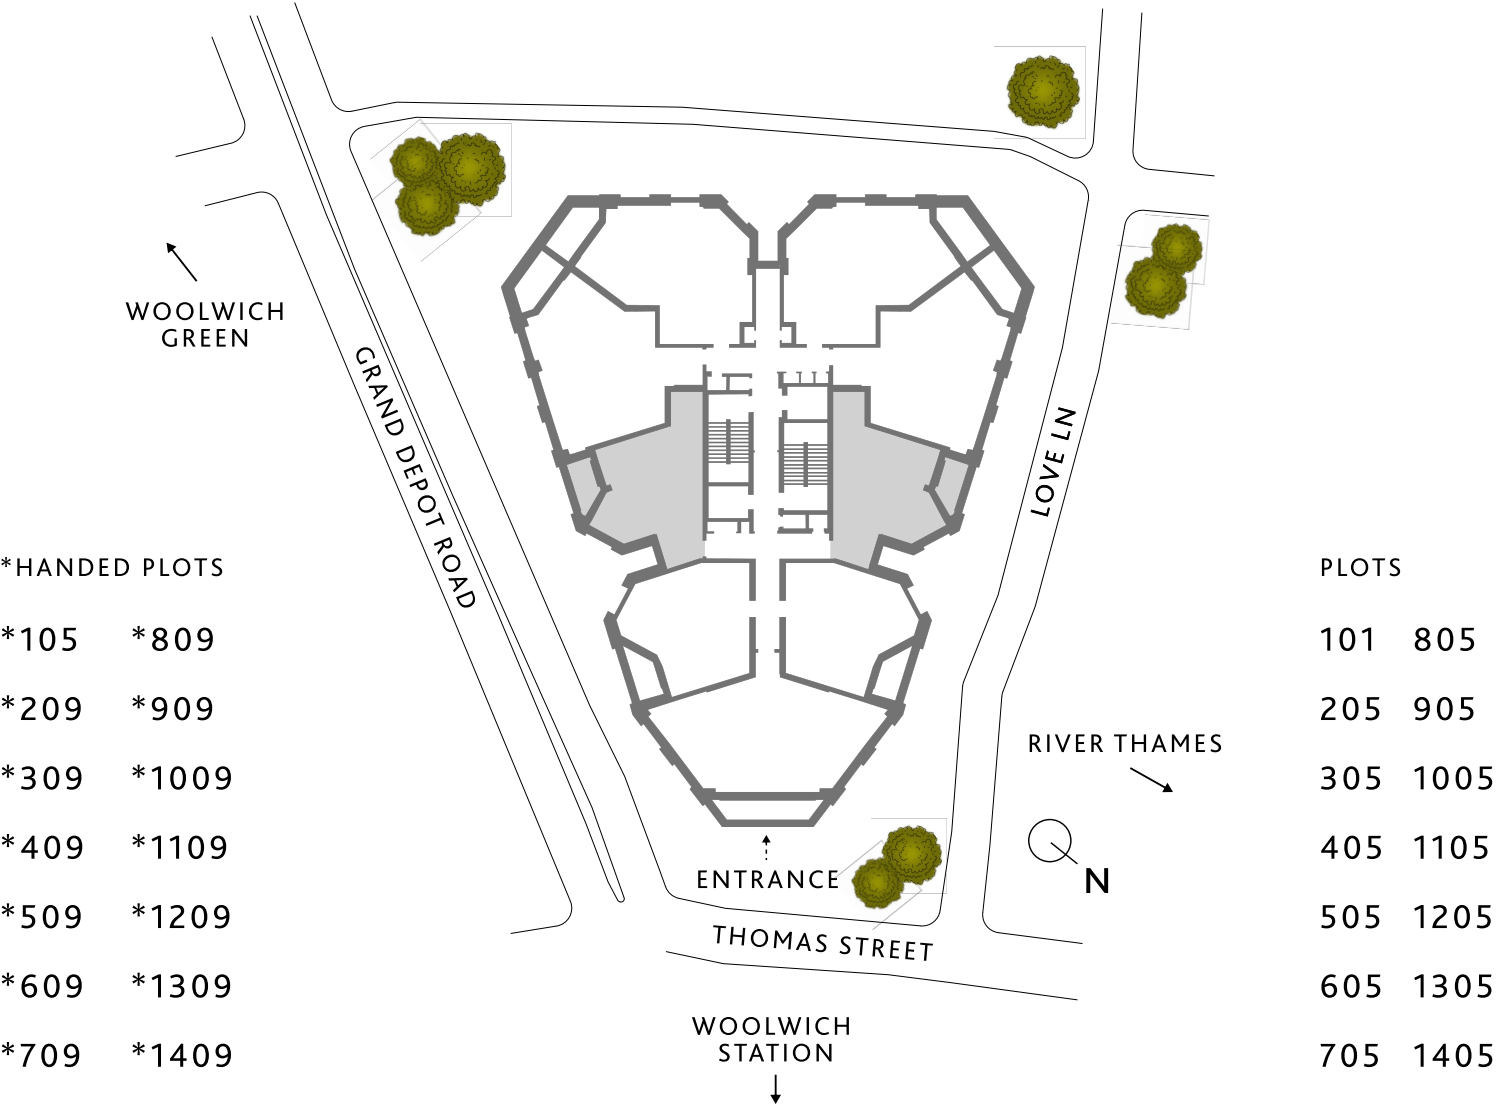 WOOLWICH
GREEN
GRAND DEPOT ROAD
LOVE LN
*HANDED PLOTS
*105 *809
*209 *909
*309 *1009
*409 *1109
*509 *1209
*609 *1309
*709 *1409
PLOTS
101 805
205 905
305 1005
405 1105
505 1205
605 1305
705 1405
RIVER THAMES
N
ENTRANCE
THOMAS STREET
WOOLWICH
STATION